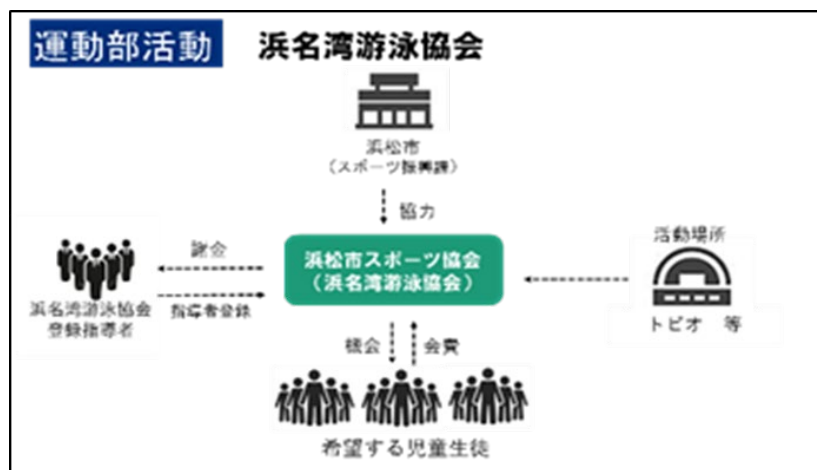 運動部活動 浜名湾游泳協会
浜松市
（スポーツ振興課）
協力
謝金
浜松市スポーツ協会
（浜名湾游泳協会）
活動場所
浜名湾游泳協会
登録指導者
指導者登録
トビオ 等
機会
会費
希望する児童生徒